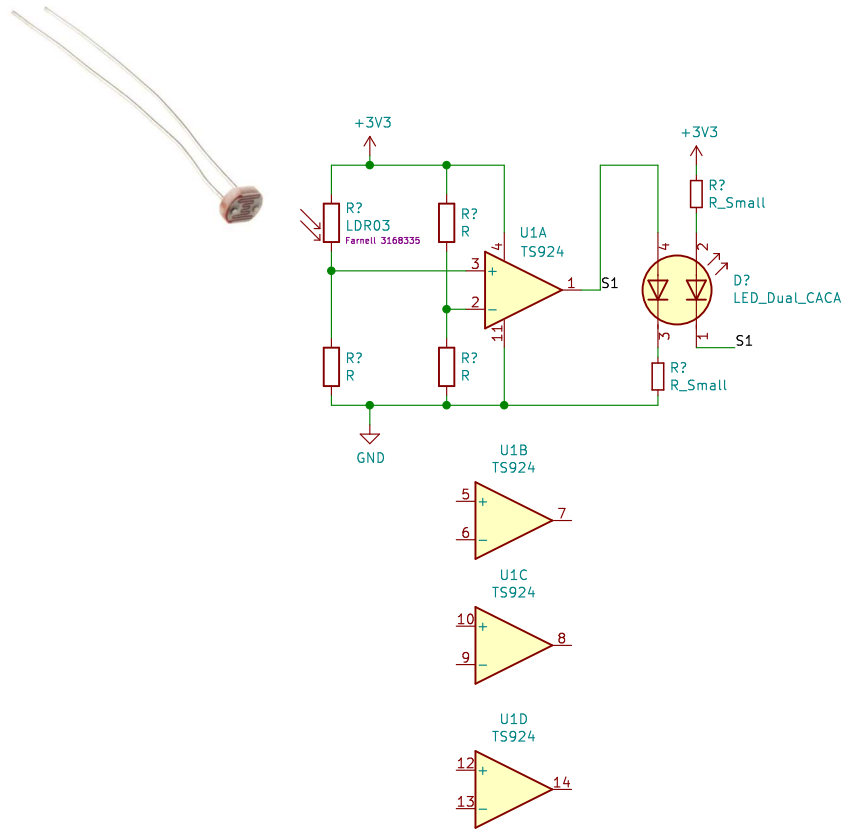 +3V3
+3V3
R?
R_Small
R?
LDR03
Farnell 3168335
R?
R
U1A
TS924
4
3
+
2
−
11
1
S1
4
2
D?
LED_Dual_CACA
3
1
S1
R?
R
R?
R
R?
R_Small
GND
U1B
TS924
5
+
6
−
7
U1C
TS924
10
+
9
−
8
U1D
TS924
12
+
13
−
14